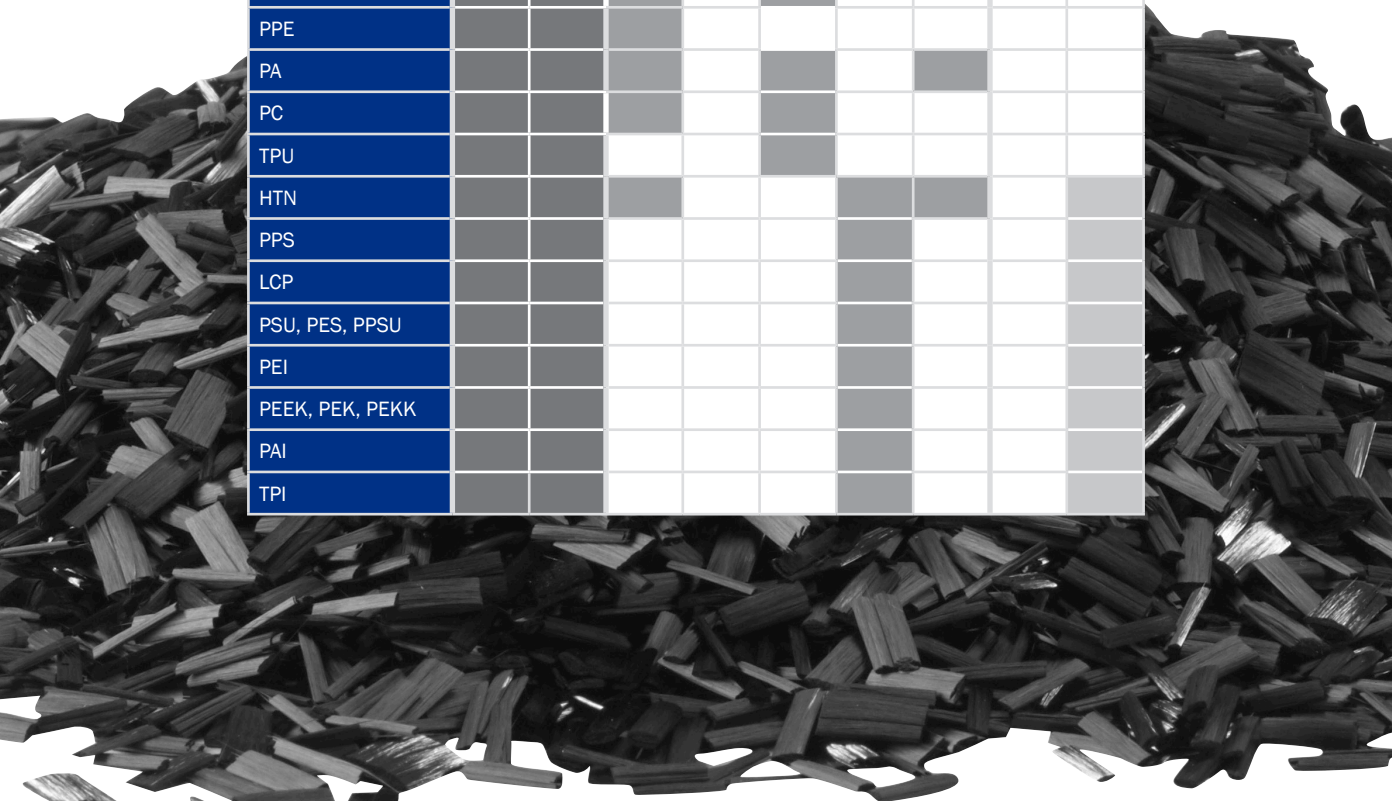 PPE
PA
PC
TPU
HTN
PPS
LCP
PSU, PES, PPSU
PEI
PEEK, PEK, PEKK
PAI
TPI